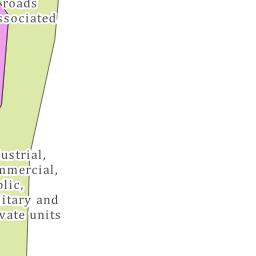 roads
ssociated
ustrial,
mmercial,
blic,
itary and
vate units